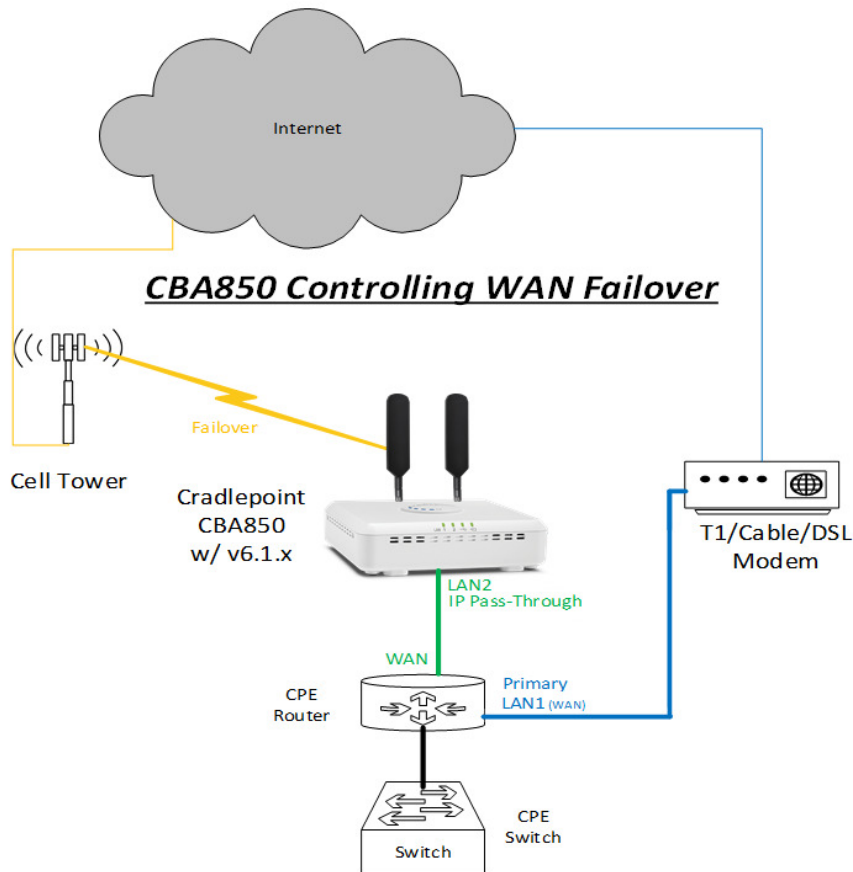 Internet
CBA850 Controlling WAN Failover
Failover
Cell Tower
Cradlepoint
CBA850
w/ v6.1.x
T1/Cable/DSL
Modem
LAN2
IP Pass-Through
WAN
CPE
Router
Primary
LAN1 (WAN)
CPE
Switch
Switch